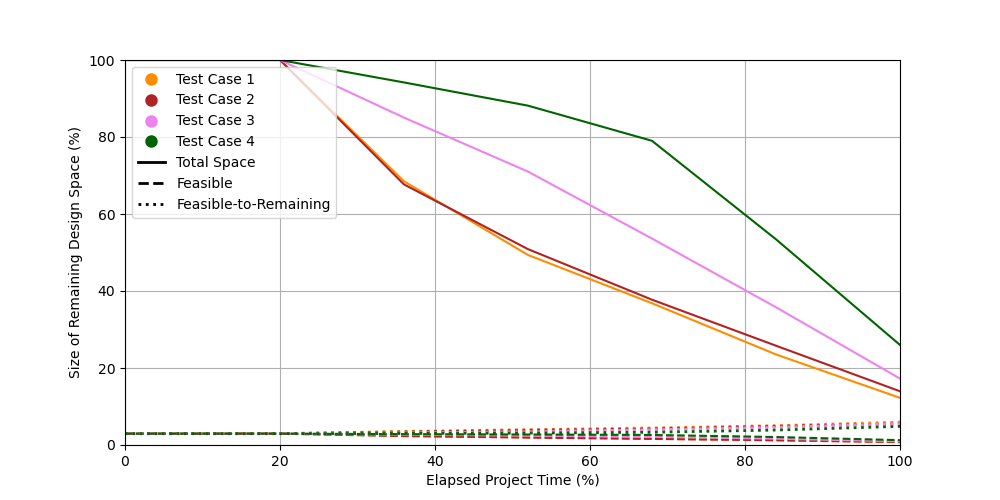 100
80
60
40
20
0
Size of Remaining Design Space (%)
Test Case 1
Test Case 2
Test Case 3
Test Case 4
Total Space
Feasible
Feasible-to-Remaining
0 20 40 60 80 100
Elapsed Project Time (%)